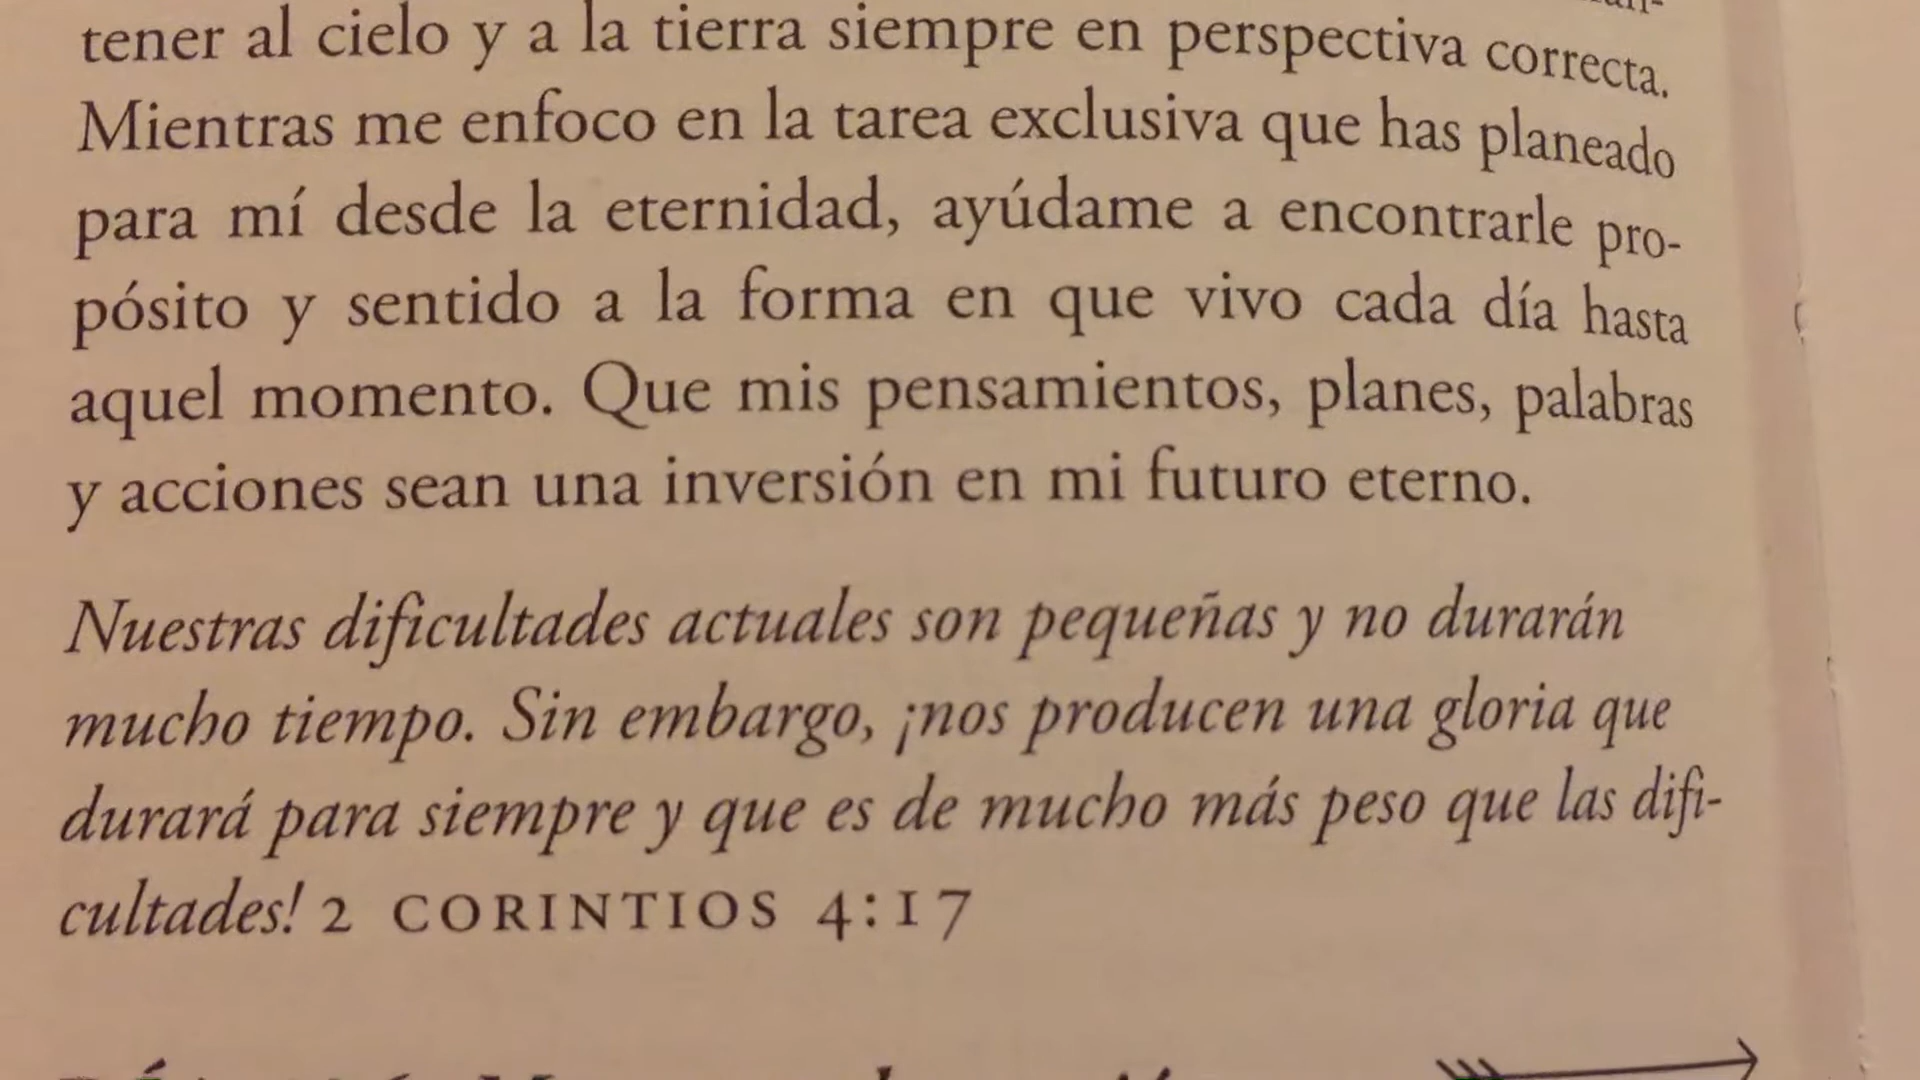 tener al cielo y a la tierra siempre en perspectiva correcta.
Mientras me enfoco en la tarea exclusiva que has planeado
para mí desde la eternidad, ayúdame a encontrarle pro-
pósito y sentido a la forma en que vivo cada día hasta
aquel momento. Que mis pensamientos, planes, palabras
y acciones sean una inversión en mi futuro eterno.
Nuestras dificultades actuales son pequeñas y no durarán
mucho tiempo. Sin embargo, ¡nos producen una gloria que
durará para siempre y que es de mucho más peso que las difi-
cultades! 2 CORINTIOS 4:17